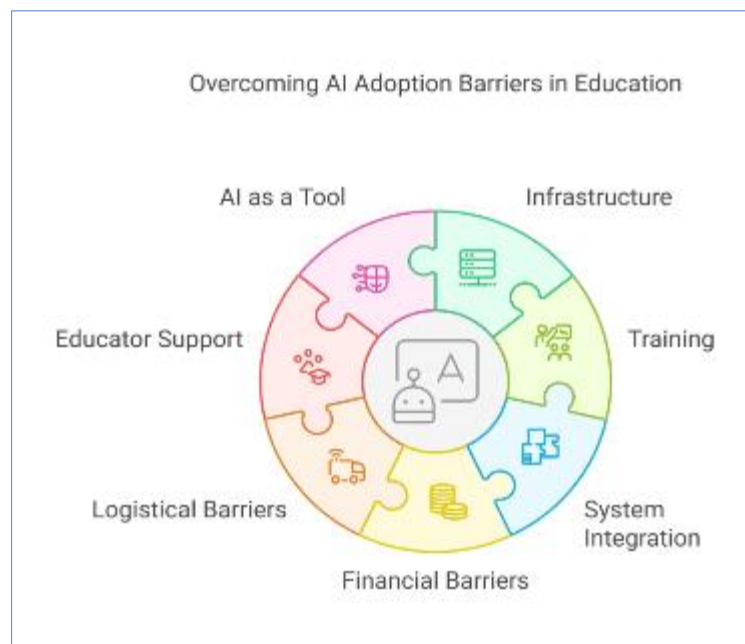 Overcoming AI Adoption Barriers in Education
AI as a Tool
Infrastructure
Educator Support
Training
Logistical Barriers
System
Integration
Financial Barriers
A